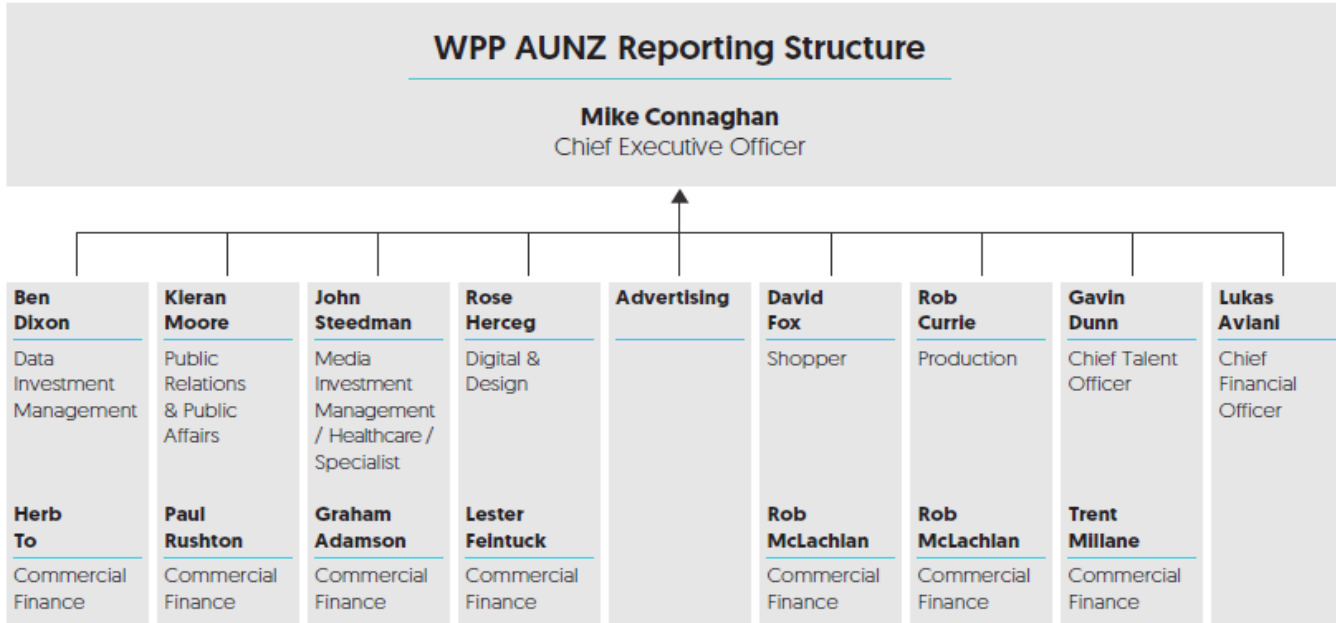 WPP AUNZ Reporting Structure
Mike Connaghan
Chief Executive Officer
Ben
Dixon
Data
Investment
Management
Kieran
Moore
Public
Relations
& Public
Affairs
John
Steedman
Media
Investment
Management
/ Healthcare /
Specialist
Rose
Herceg
Digital &
Design
Advertising
David
Fox
Shopper
Rob
Currie
Production
Gavin
Dunn
Chief Talent
Officer
Lukas
Aviani
Chief
Financial
Officer
Herb
To
Commercial
Finance
Paul
Rushton
Commercial
Finance
Graham
Adamson
Commercial
Finance
Lester
Feintuck
Commercial
Finance
Rob
McLachlan
Commercial
Finance
Rob
McLachlan
Commercial
Finance
Trent
Millane
Commercial
Finance